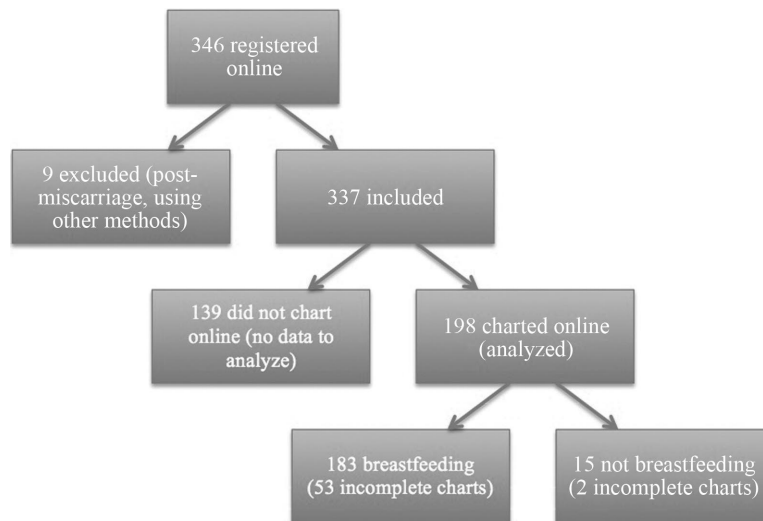 346 registered
online
9 excluded (post-
miscarriage, using
other methods)
337 included
139 did not chart
online (no data to
analyze)
198 charted online
(analyzed)
183 breastfeeding
(53 incomplete charts)
15 not breastfeeding
(2 incomplete charts)